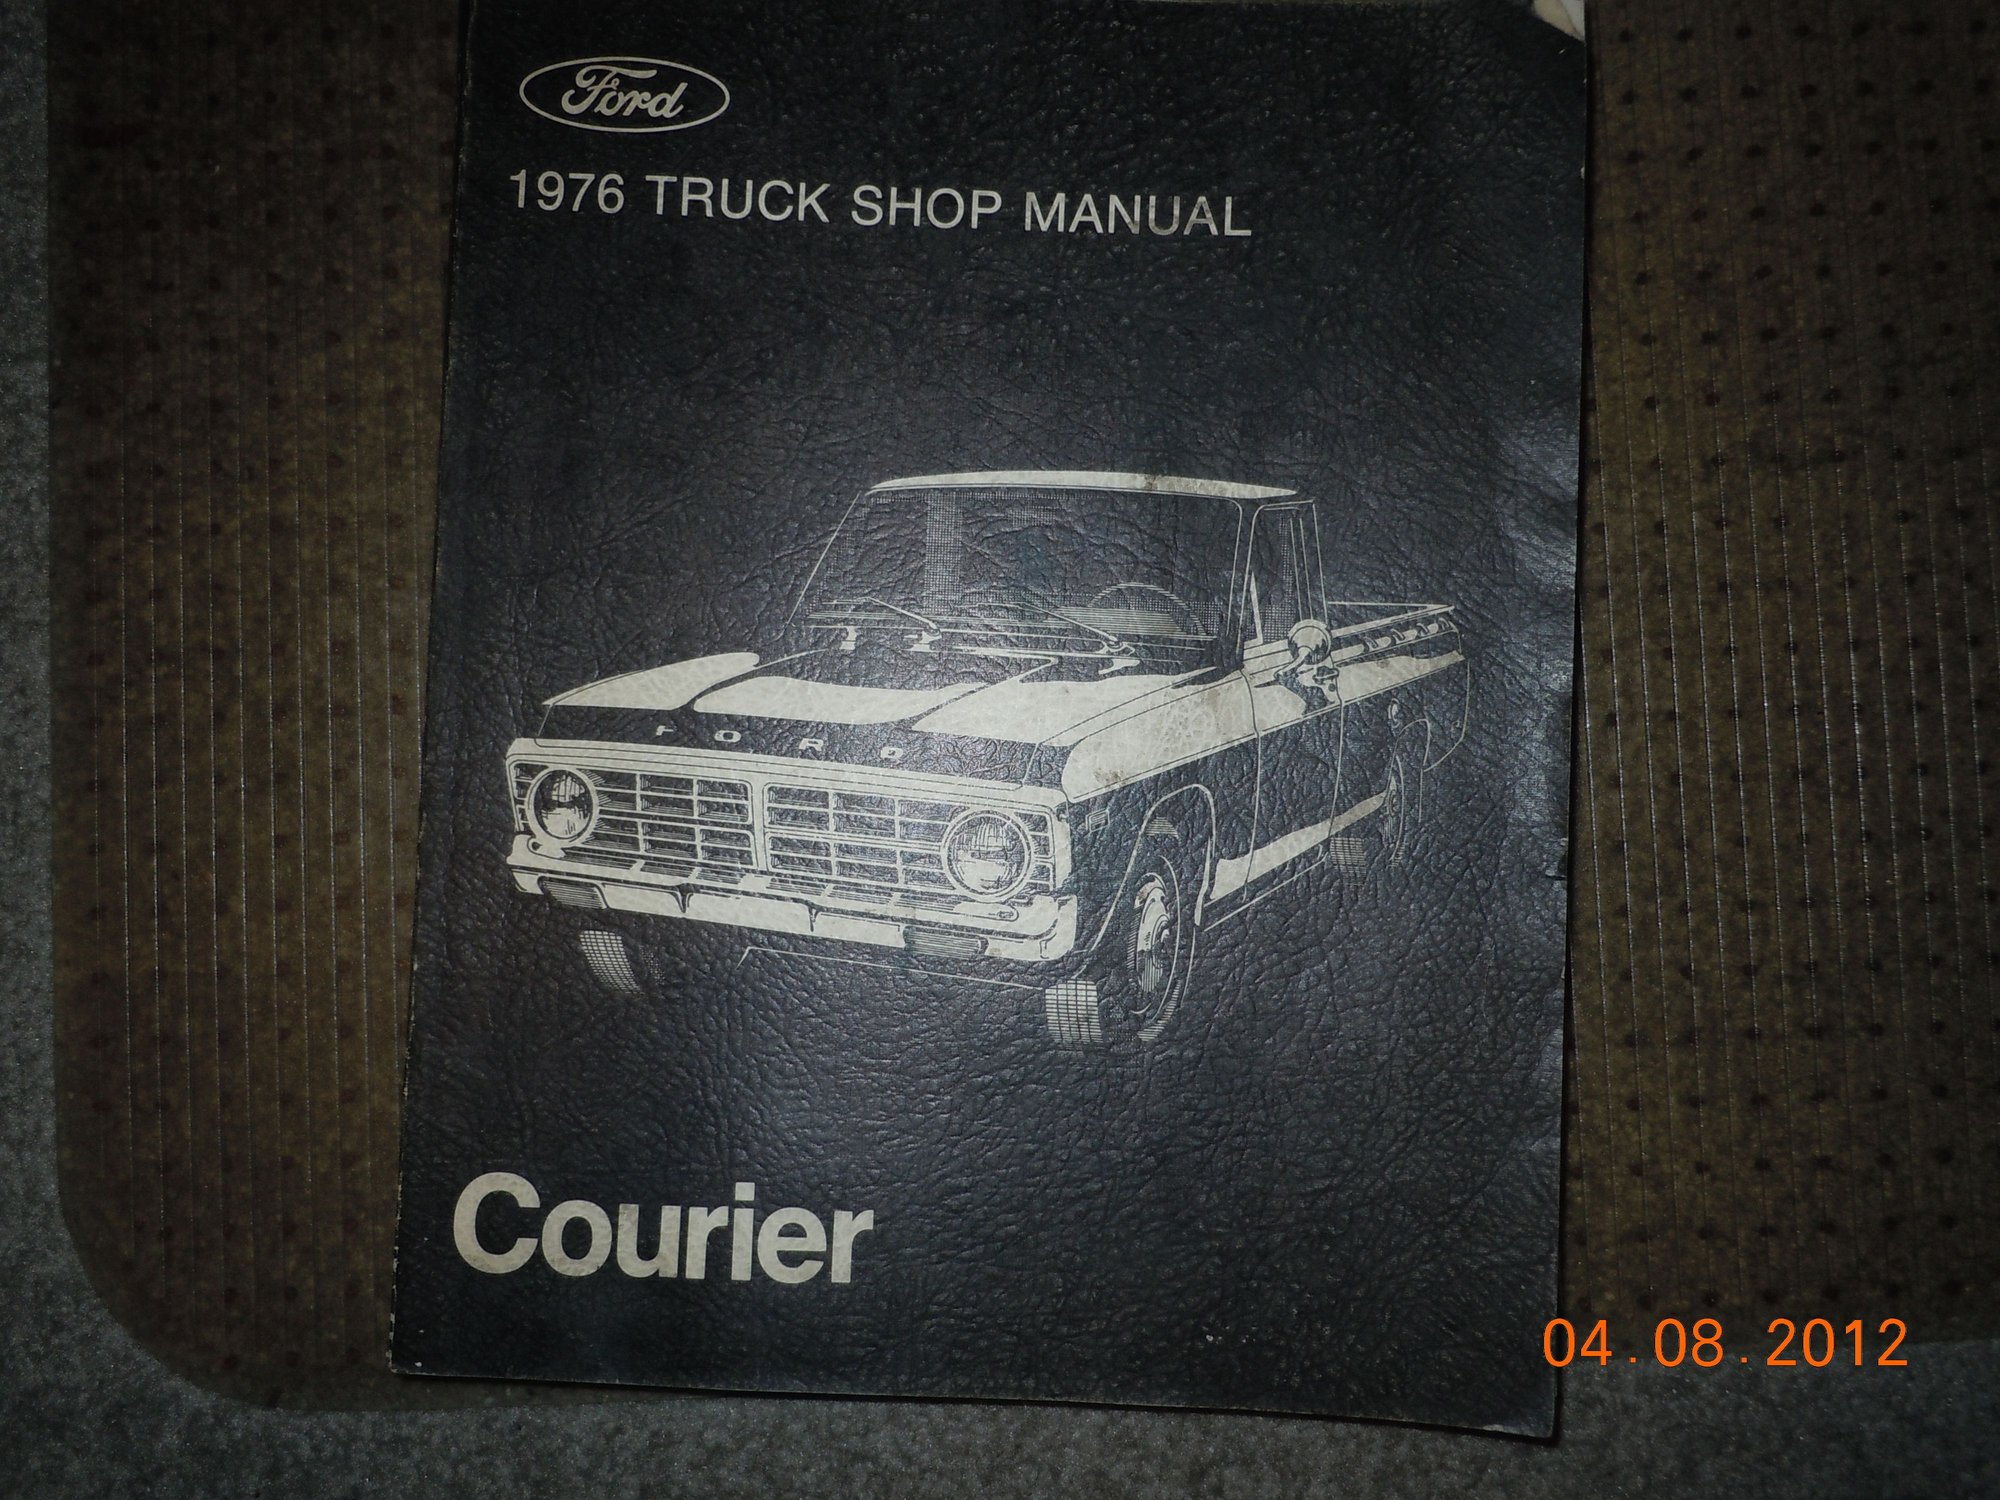 Ford
1976 TRUCK SHOP MANUAL
FORD
Courier
04.08.2012